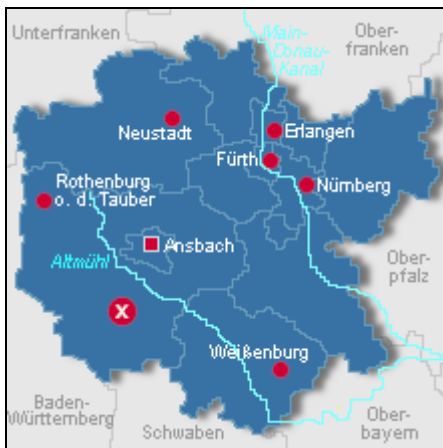 Unterfranken
Main-
Donau-
Kanal
Ober-
franken
Neustadt
Erlangen
Fürth
Nürnberg
Rothenburg
o. d. Tauber
Ansbach
Altmühl
Ober-
pfalz
X
Weißenburg
Baden-
Württemberg
Schwaben
Ober-
bayern